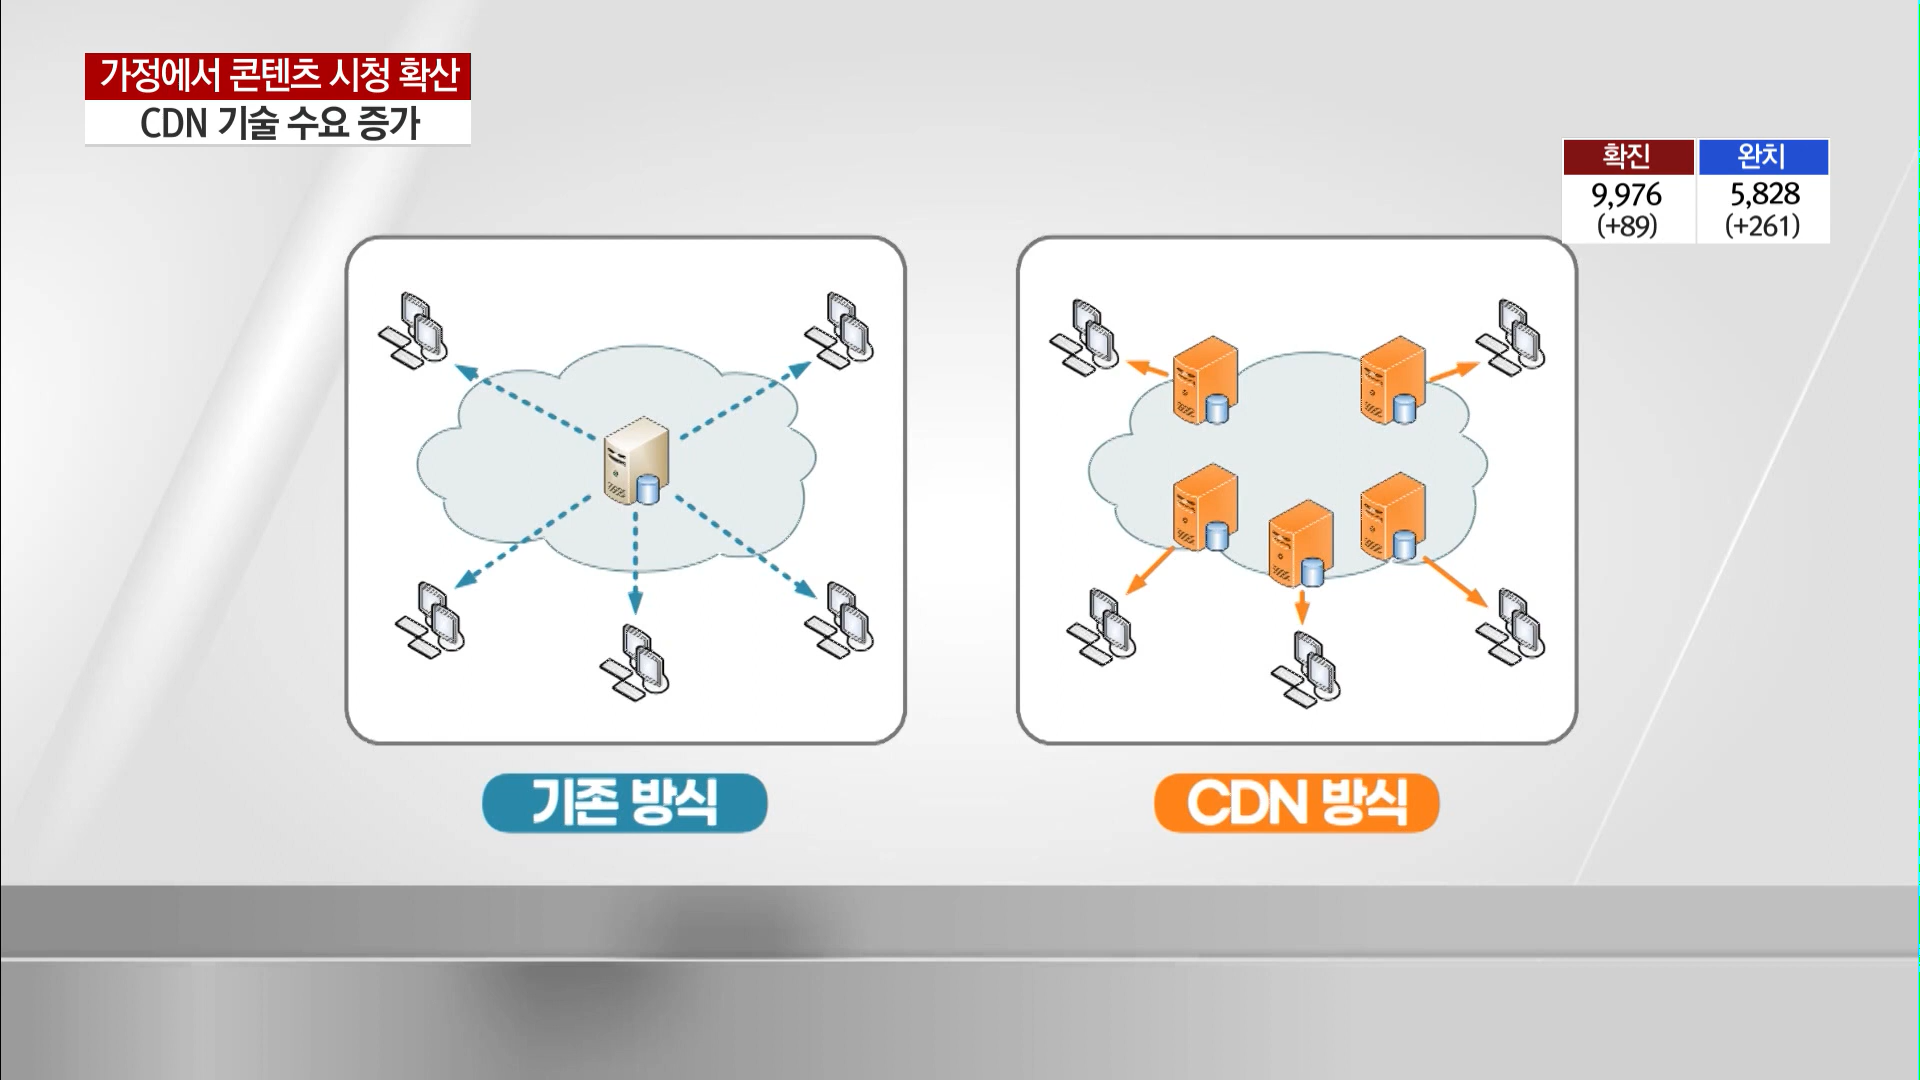 가정에서 콘텐츠 시청 확산
CDN 기술 수요 증가
확진 완치
9,976 5,828
(+89) (+261)
기존 방식 CDN 방식